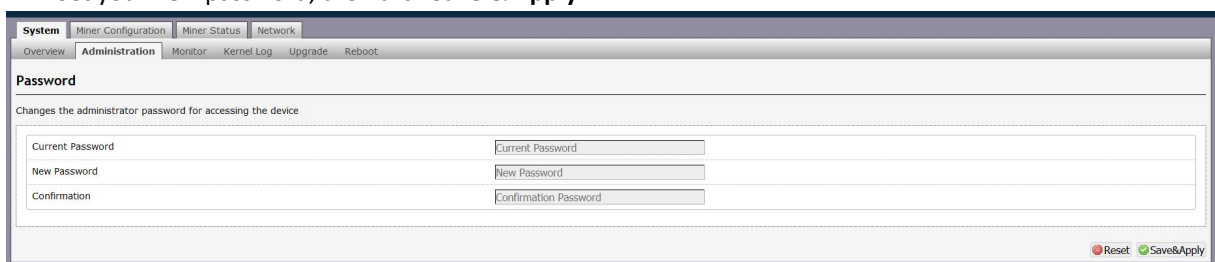 System Miner Configuration Miner Status Network
Overview Administration Monitor Kernel Log Upgrade Reboot
Password
Changes the administrator password for accessing the device
Current Password Current Password
New Password New Password
Confirmation Confirmation Password
Reset Save&Apply